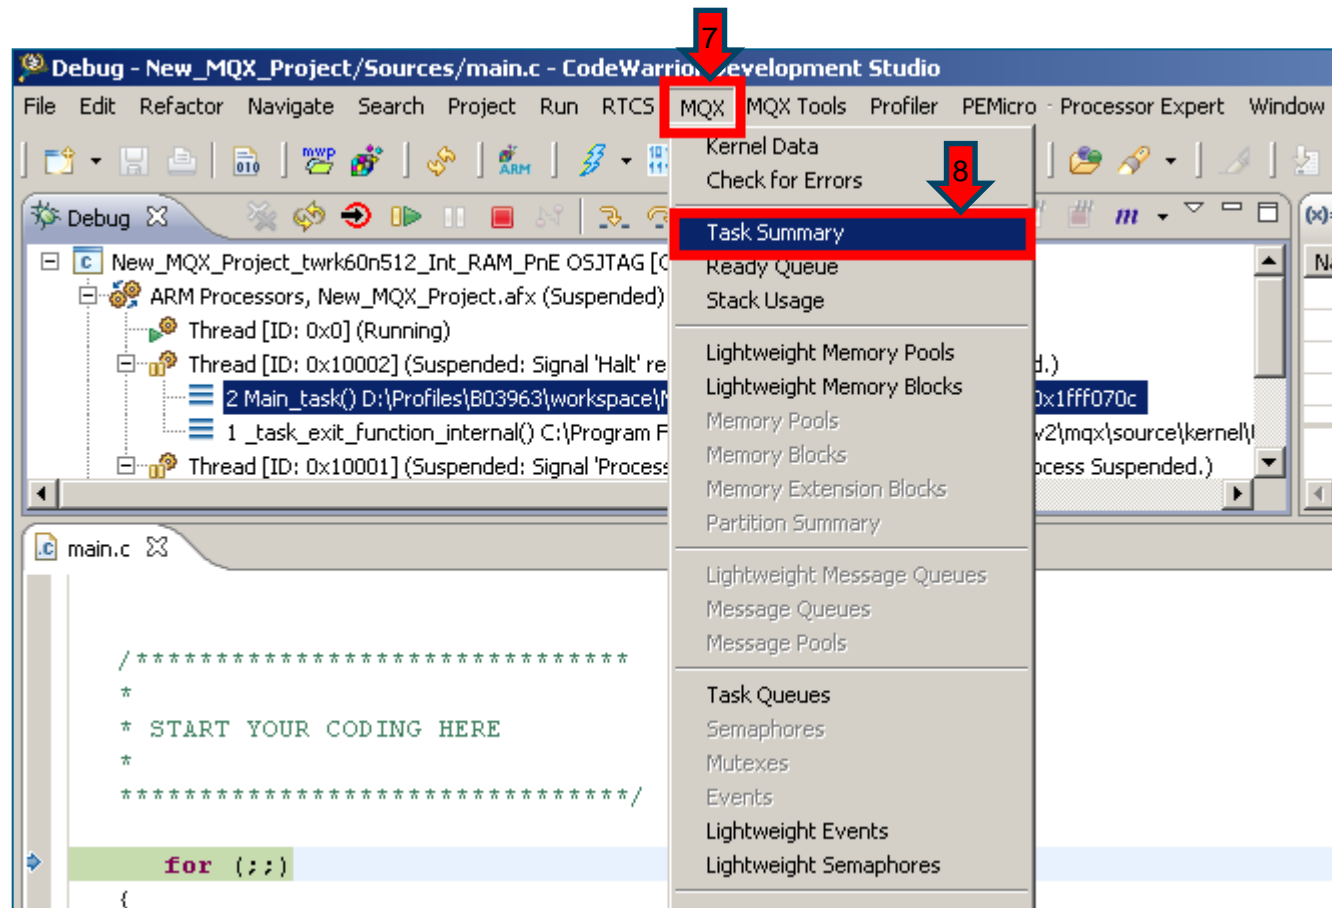 7
Debug - New_MQX_Project/Sources/main.c - CodeWarrior Development Studio
File Edit Refactor Navigate Search Project Run RTCS MQX MQX Tools Profiler PEMicro Processor Expert Window
010 mwp ARM
Kernel Data
Check for Errors
8
Debug
Task Summary
Ready Queue
Stack Usage
New_MQX_Project_twrk60n512_Int_RAM_PnE OSJTAG
ARM Processors, New_MQX_Project.afx (Suspended)
Thread [ID: 0x0] (Running)
Thread [ID: 0x10002] (Suspended: Signal 'Halt' re d.)
2 Main_task() D:\Profiles\B03963\workspace\ 0x1fff070c
1 _task_exit_function_internal() C:\Program F v2\mqx\source\kernel\
Thread [ID: 0x10001] (Suspended: Signal 'Process Suspended.)
Lightweight Memory Pools
Lightweight Memory Blocks
Memory Pools
Memory Blocks
Memory Extension Blocks
Partition Summary
Lightweight Message Queues
Message Queues
Message Pools
Task Queues
Semaphores
Mutexes
Events
Lightweight Events
Lightweight Semaphores
main.c
/*******************************
*
* START YOUR CODING HERE
*
********************************/
for (;;)
{